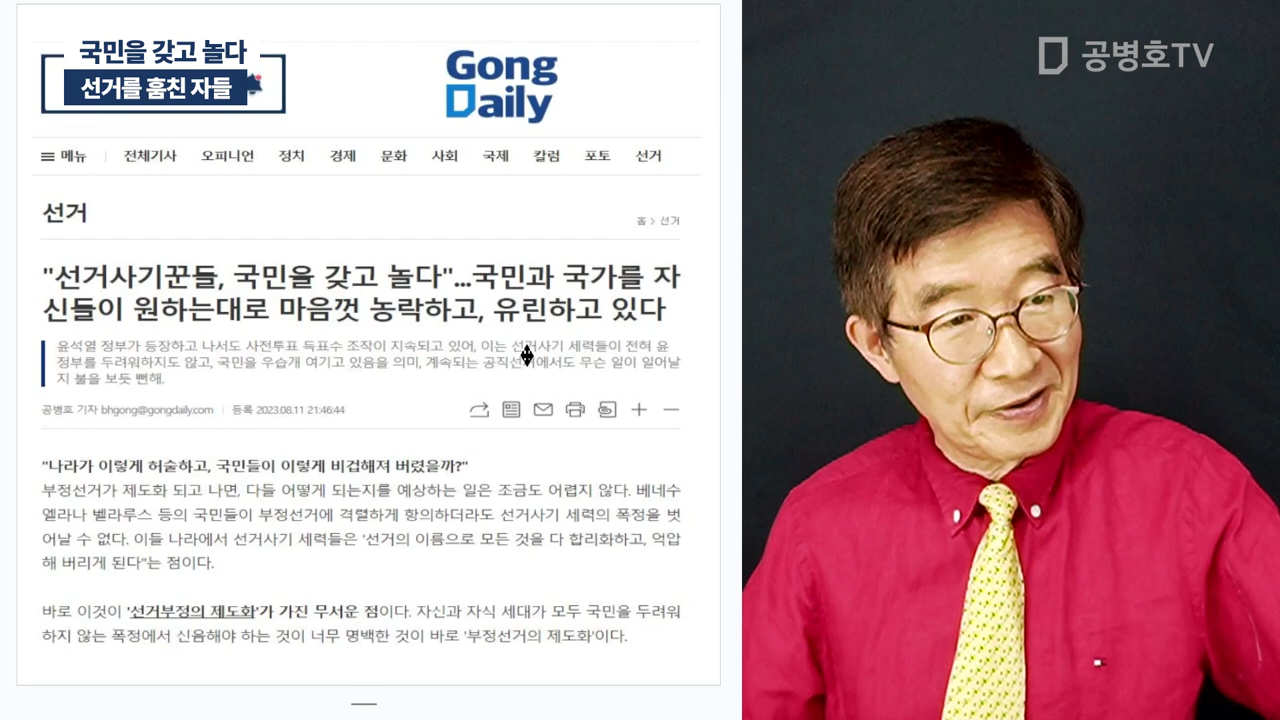 국민을 갖고 놀다
선거를 훔친 자들
Gong
Daily
공병호TV
메뉴 전체기사 오피니언 정치 경제 문화 사회 국제 칼럼 포토 선거
선거
홈 > 선거
"선거사기꾼들, 국민을 갖고 놀다"...국민과 국가를 자
신들이 원하는대로 마음껏 농락하고, 유린하고 있다
윤석열 정부가 등장하고 나서도 사전투표 득표수 조작이 지속되고 있어, 이는 선거사기 세력들이 전혀 윤
정부를 두려워하지도 않고, 국민을 우습게 여기고 있음을 의미, 계속되는 공직선거에서도 무슨 일이 일어날
지 불을 보듯 뻔해.
공병호 기자 bhgong@gongdaily.com 등록 2023.08.11 21:46:44
"나라가 이렇게 허술하고, 국민들이 이렇게 비겁해져 버렸을까?"
부정선거가 제도화 되고 나면, 다들 어떻게 되는지를 예상하는 일은 조금도 어렵지 않다. 베네수
엘라나 벨라루스 등의 국민들이 부정선거에 격렬하게 항의하더라도 선거사기 세력의 폭정을 벗
어날 수 없다. 이들 나라에서 선거사기 세력들은 '선거의 이름으로 모든 것을 다 합리화하고, 억압
해 버리게 된다"는 점이다.
바로 이것이 '선거부정의 제도화'가 가진 무서운 점이다. 자신과 자식 세대가 모두 국민을 두려워
하지 않는 폭정에서 신음해야 하는 것이 너무 명백한 것이 바로 '부정선거의 제도화'이다.